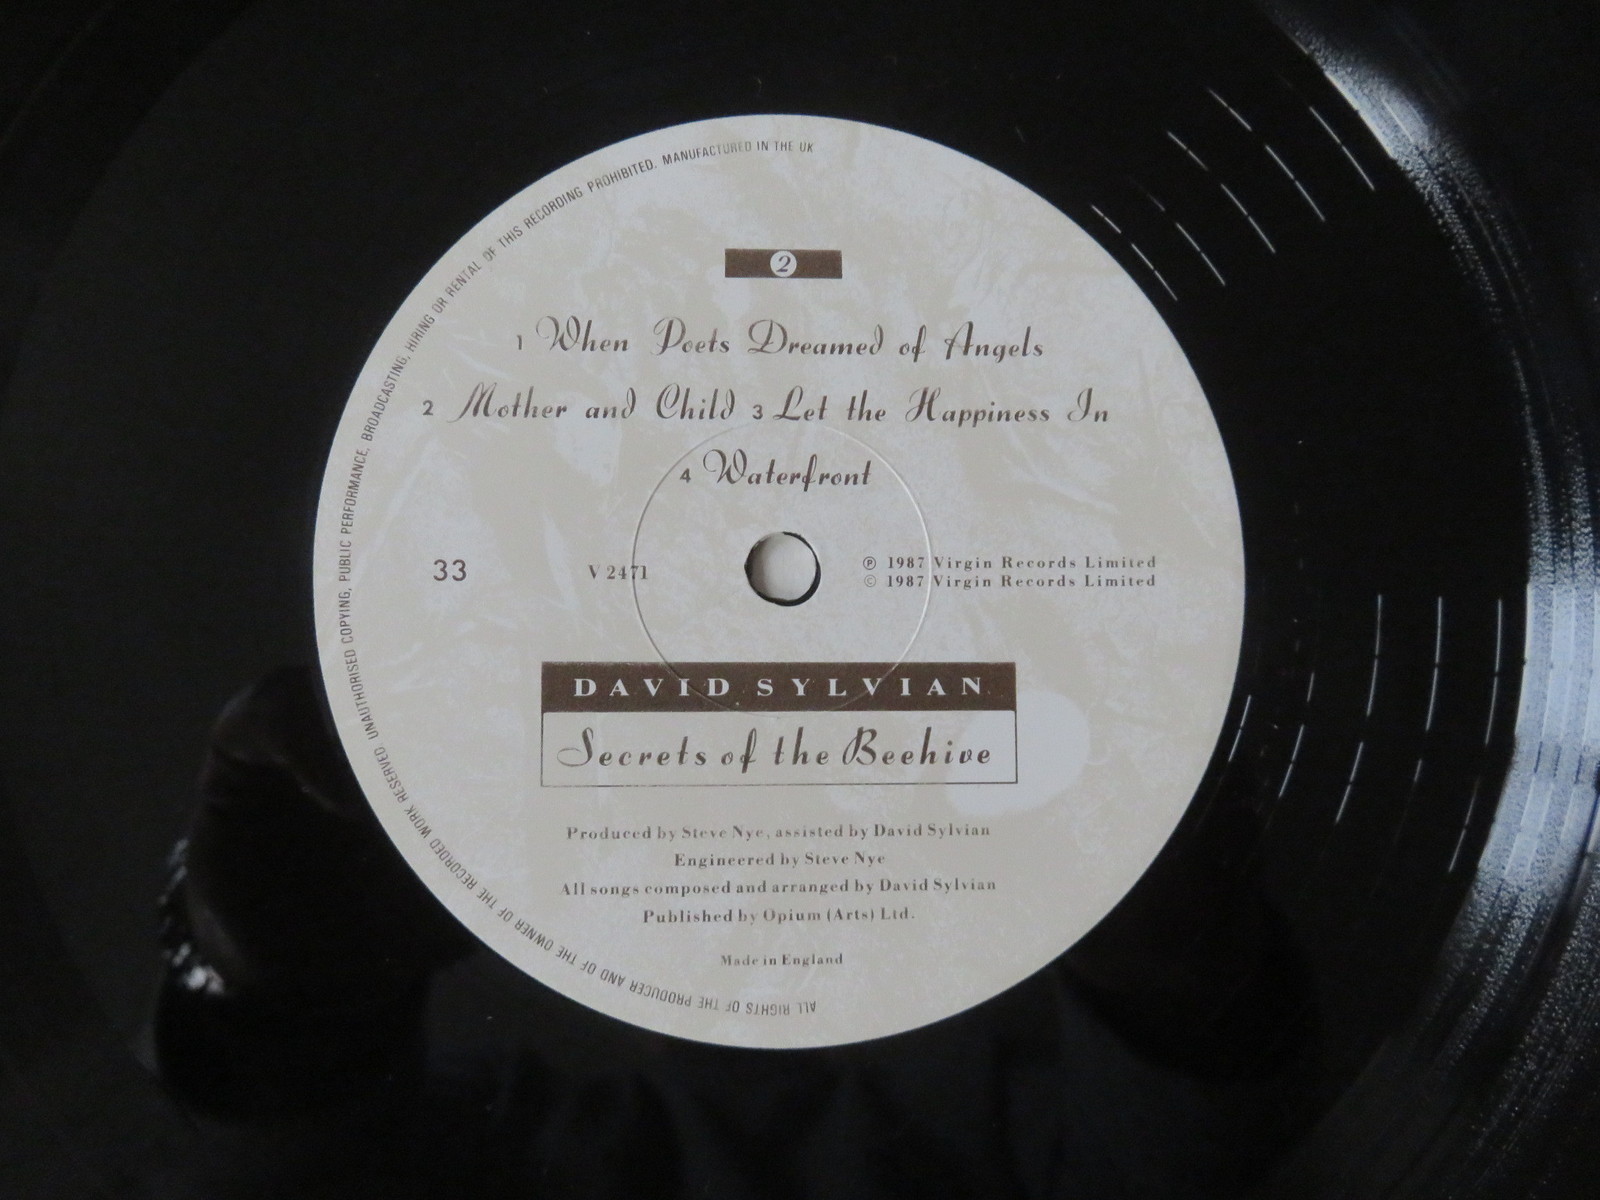 2
1 When Poets Dreamed of Angels
2 Mother and Child 3 Let the Happiness In
4 Waterfront
33
V 2471
℗ 1987 Virgin Records Limited
© 1987 Virgin Records Limited
DAVID SYLVIAN
Secrets of the Beehive
Produced by Steve Nye, assisted by David Sylvian
Engineered by Steve Nye
All songs composed and arranged by David Sylvian
Published by Opium (Arts) Ltd.
Made in England
ALL RIGHTS OF THE PRODUCER AND OF THE OWNER OF THE RECORDED WORK RESERVED. UNAUTHORISED COPYING, PUBLIC PERFORMANCE, BROADCASTING, HIRING OR RENTAL OF THIS RECORDING PROHIBITED. MANUFACTURED IN THE UK